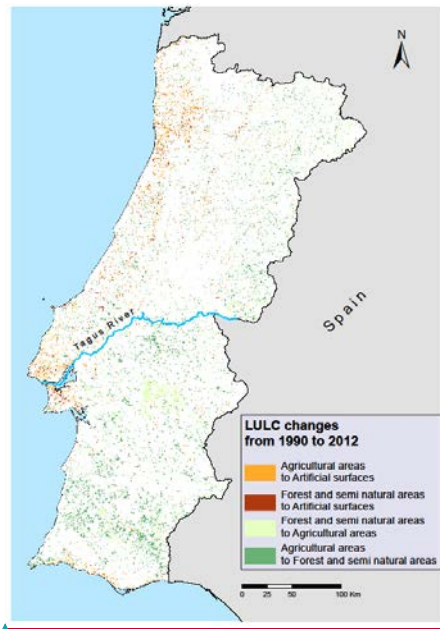 N
Tagus River
Spain
LULC changes
from 1990 to 2012
Agricultural areas
to Artificial surfaces
Forest and semi natural areas
to Artificial surfaces
Forest and semi natural areas
to Agricultural areas
Agricultural areas
to Forest and semi natural areas
0 25 50 100 Km